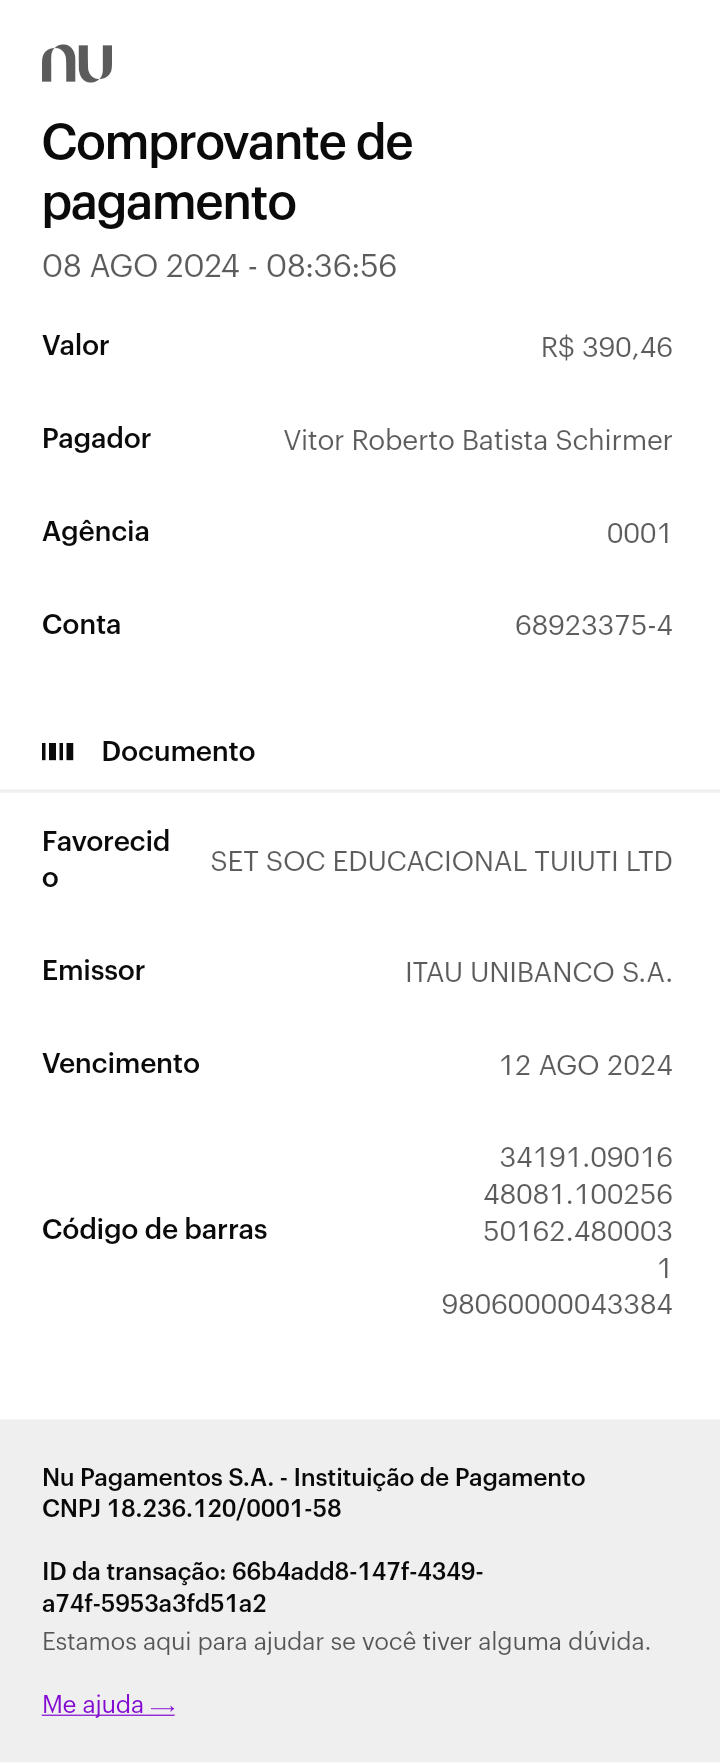 nu
Comprovante de
pagamento
08 AGO 2024 - 08:36:56
Valor R$ 390,46
Pagador Vitor Roberto Batista Schirmer
Agência 0001
Conta 68923375-4
Documento
Favorecid
o SET SOC EDUCACIONAL TUIUTI LTD
Emissor ITAU UNIBANCO S.A.
Vencimento 12 AGO 2024
Código de barras 34191.09016
48081.100256
50162.480003
1
98060000043384
Nu Pagamentos S.A. - Instituição de Pagamento
CNPJ 18.236.120/0001-58
ID da transação: 66b4add8-147f-4349-
a74f-5953a3fd51a2
Estamos aqui para ajudar se você tiver alguma dúvida.
Me ajuda →